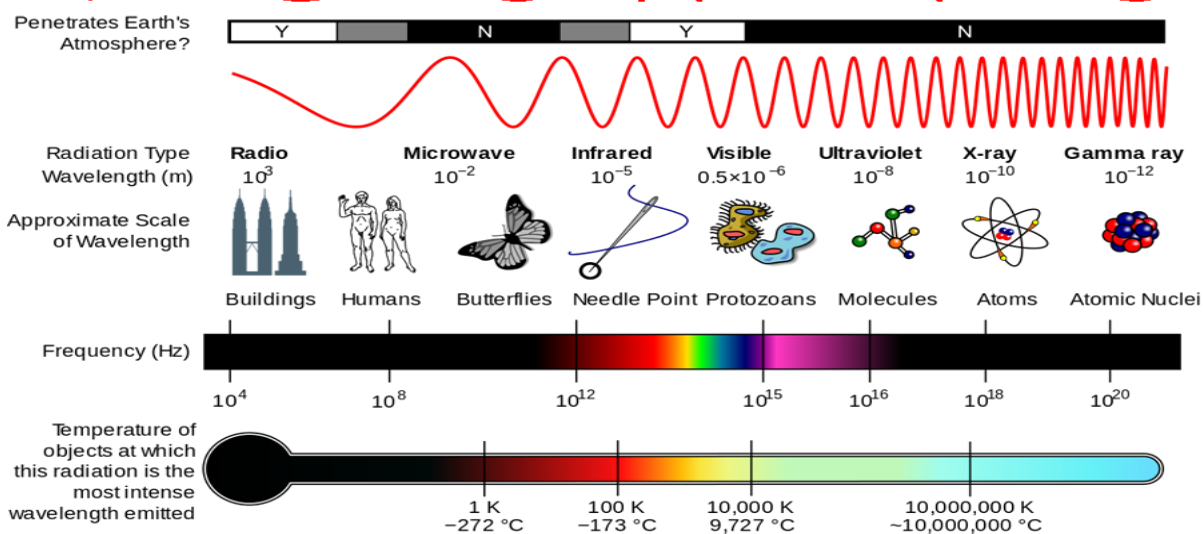 Penetrates Earth's
Atmosphere?
Y N Y N
Radiation Type
Radio Microwave Infrared Visible Ultraviolet X-ray Gamma ray
Wavelength (m)
10³ 10⁻² 10⁻⁵ 0.5×10⁻⁶ 10⁻⁸ 10⁻¹⁰ 10⁻¹²
Approximate Scale
of Wavelength
Buildings Humans Butterflies Needle Point Protozoans Molecules Atoms Atomic Nuclei
Frequency (Hz)
10⁴ 10⁸ 10¹² 10¹⁵ 10¹⁶ 10¹⁸ 10²⁰
Temperature of
objects at which
this radiation is the
most intense
wavelength emitted
1 K 100 K 10,000 K 10,000,000 K
−272 °C −173 °C 9,727 °C ~10,000,000 °C